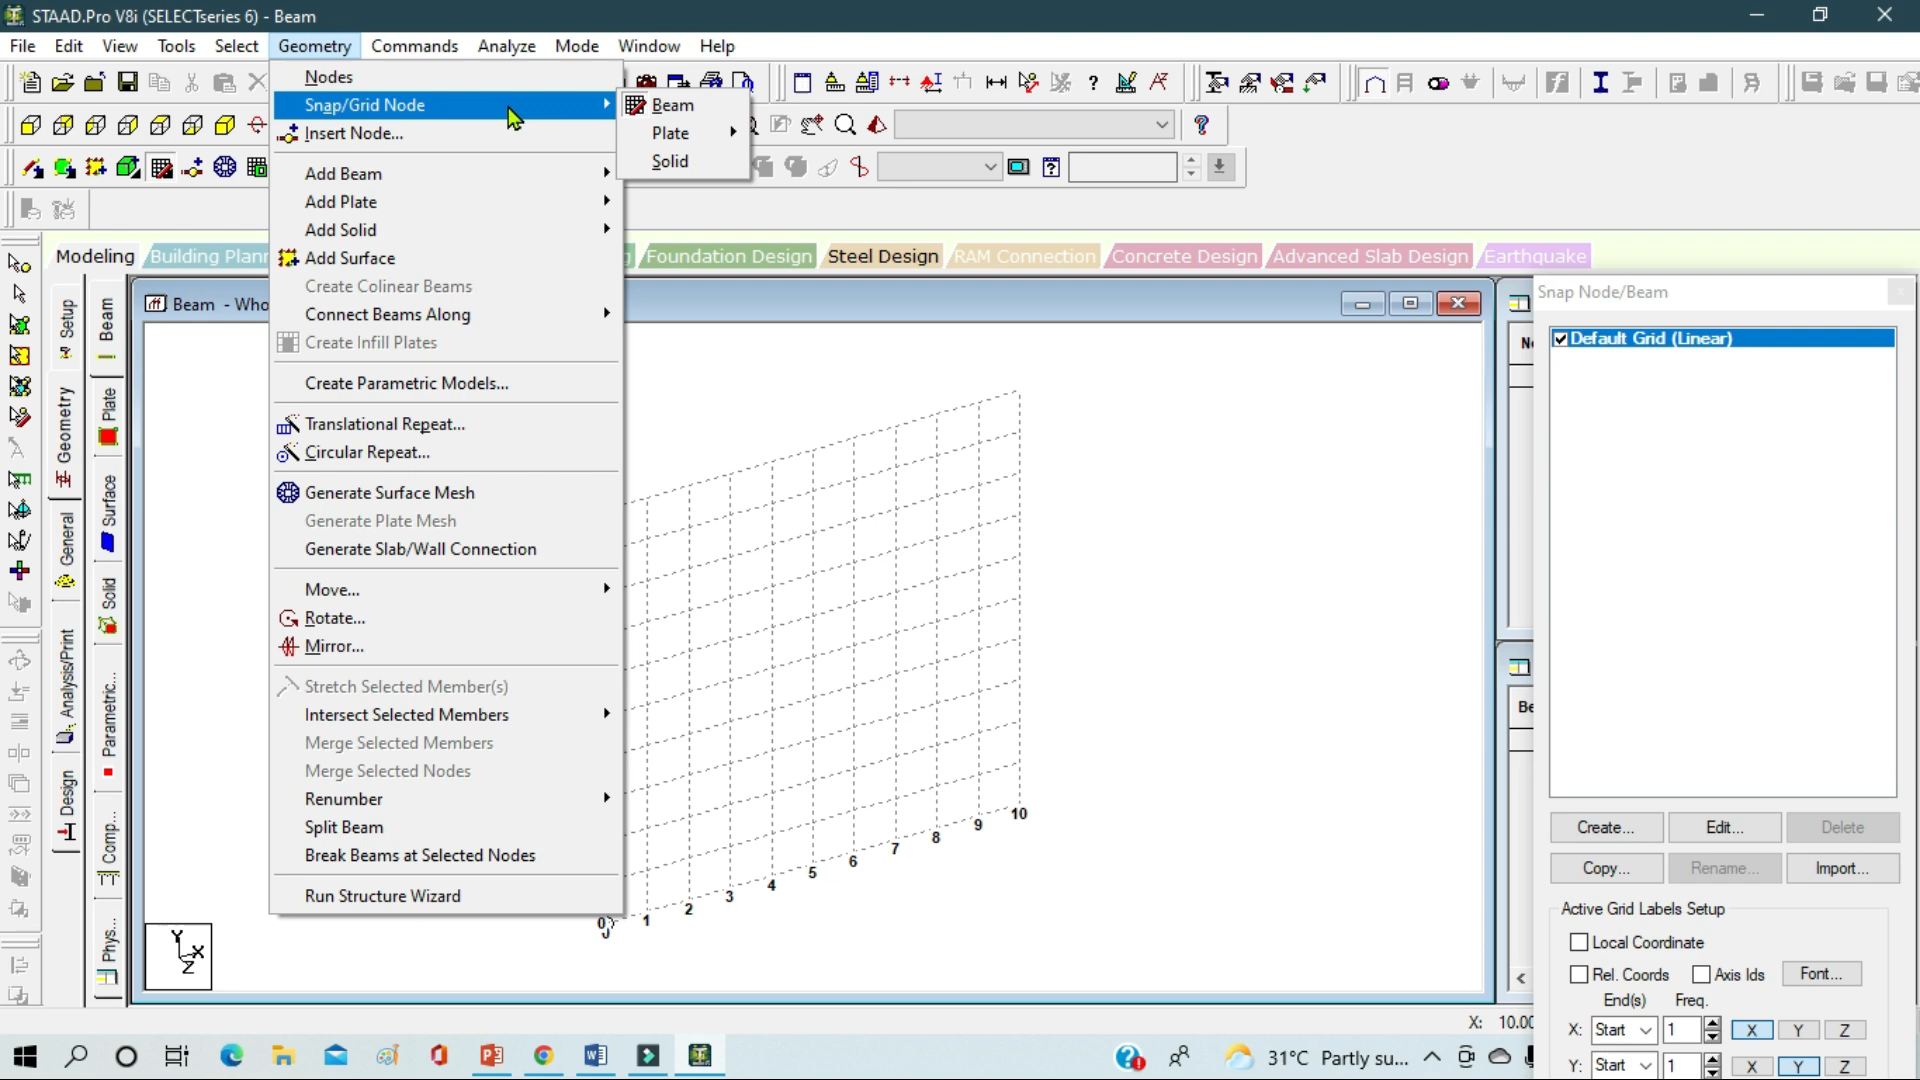 STAAD.Pro V8i (SELECTseries 6) - Beam
File Edit View Tools Select Geometry Commands Analyze Mode Window Help
Nodes
Snap/Grid Node
Insert Node...
Add Beam
Add Plate
Add Solid
Add Surface
Create Colinear Beams
Connect Beams Along
Create Infill Plates
Create Parametric Models...
Translational Repeat...
Circular Repeat...
Generate Surface Mesh
Generate Plate Mesh
Generate Slab/Wall Connection
Move...
Rotate...
Mirror...
Stretch Selected Member(s)
Intersect Selected Members
Merge Selected Members
Merge Selected Nodes
Renumber
Split Beam
Break Beams at Selected Nodes
Run Structure Wizard
Beam
Plate
Solid
Modeling
Foundation Design Steel Design RAM Connection Concrete Design Advanced Slab Design Earthquake
Setup
Geometry
General
Analysis/Print
Design
Beam
Plate
Surface
Solid
Parametric...
Comp...
Phys...
Beam - Who
0 1 2 3 4 5 6 7 8 9 10
Y
X
Z
Snap Node/Beam
Default Grid (Linear)
Create... Edit... Delete
Copy... Rename... Import...
Active Grid Labels Setup
Local Coordinate
Rel. Coords Axis Ids Font...
End(s) Freq.
X: Start 1 X Y Z
Y: Start 1 X Y Z
X: 10.00
31°C Partly su...